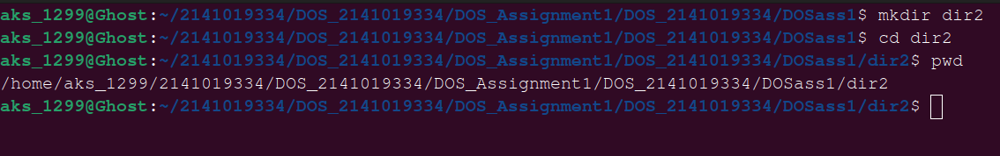 aks_1299@Ghost:~/2141019334/DOS_2141019334/DOS_Assignment1/DOS_2141019334/DOSass1$ mkdir dir2
aks_1299@Ghost:~/2141019334/DOS_2141019334/DOS_Assignment1/DOS_2141019334/DOSass1$ cd dir2
aks_1299@Ghost:~/2141019334/DOS_2141019334/DOS_Assignment1/DOS_2141019334/DOSass1/dir2$ pwd
/home/aks_1299/2141019334/DOS_2141019334/DOS_Assignment1/DOS_2141019334/DOSass1/dir2
aks_1299@Ghost:~/2141019334/DOS_2141019334/DOS_Assignment1/DOS_2141019334/DOSass1/dir2$